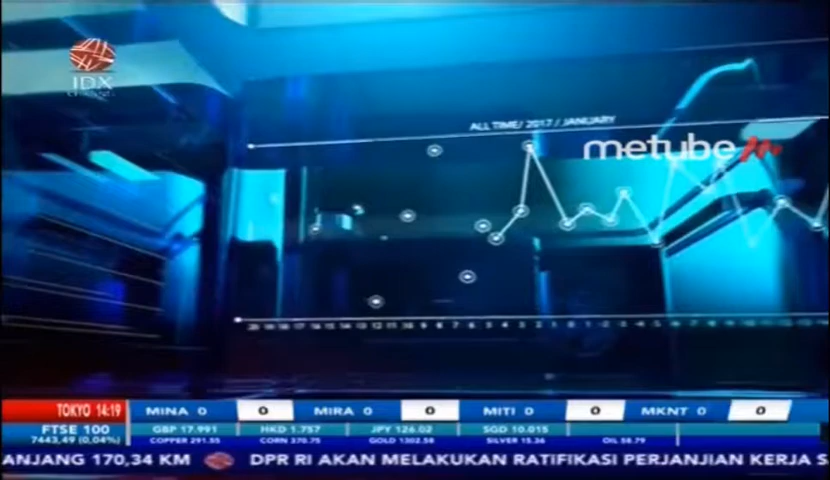 IDX
ALL TIME/ 2017 / JANUARY
metube
TOKYO 14:19
MINA 0
0
MIRA 0
0
MITI 0
0
MKNT 0
0
FTSE 100
7443,49 (0,04%)
GBP 17.991
HKD 1.757
JPY 126.02
SGD 10.015
COPPER 291.55
CORN 370.75
GOLD 1302.58
SILVER 15.36
OIL 58.79
ANJANG 170,34 KM
DPR RI AKAN MELAKUKAN RATIFIKASI PERJANJIAN KERJA S